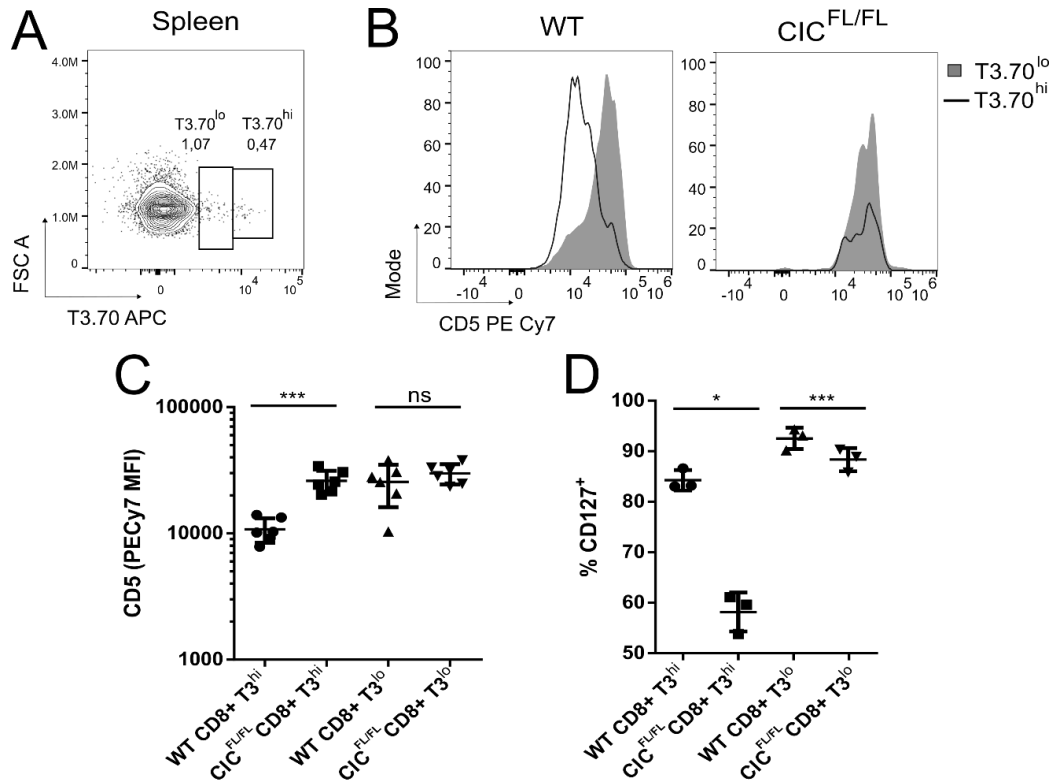 A
Spleen
4.0M
3.0M
2.0M
1.0M
0
T3.70lo
1,07
T3.70hi
0,47
0
10^4
10^5
FSC A
T3.70 APC
B
WT
CICFL/FL
100
80
60
40
20
0
-10^4
0
10^4
10^5
10^6
Mode
CD5 PE Cy7
100
80
60
40
20
0
-10^4
0
10^4
10^5
10^6
T3.70lo
T3.70hi
C
***
ns
100000
10000
1000
CD5 (PECy7 MFI)
WT CD8+ T3hi
CICFL/FL CD8+ T3hi
WT CD8+ T3lo
CICFL/FL CD8+ T3lo
D
*
***
100
90
80
70
60
50
% CD127+
WT CD8+ T3hi
CICFL/FL CD8+ T3hi
WT CD8+ T3lo
CICFL/FL CD8+ T3lo